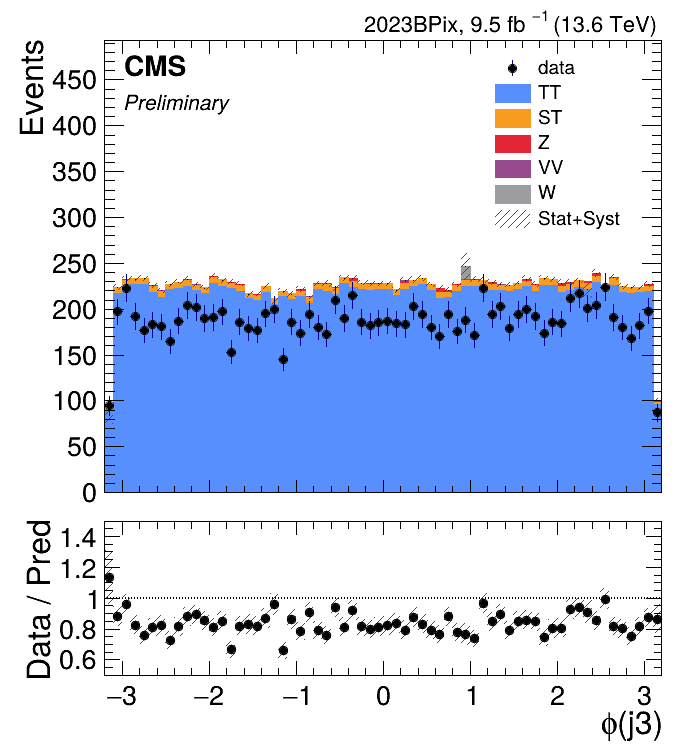 2023BPix, 9.5 fb⁻¹ (13.6 TeV)
CMS
Preliminary
data
TT
ST
Z
VV
W
Stat+Syst
Events
450
400
350
300
250
200
150
100
50
0
Data / Pred
1.4
1.2
1
0.8
0.6
−3 −2 −1 0 1 2 3
ϕ(j3)